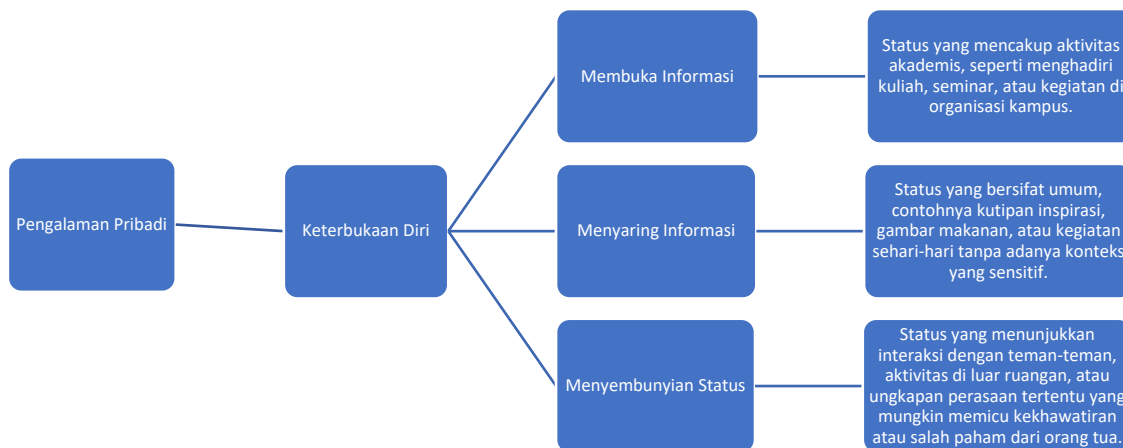 Pengalaman Pribadi
Keterbukaan Diri
Membuka Informasi
Status yang mencakup aktivitas
akademis, seperti menghadiri
kuliah, seminar, atau kegiatan di
organisasi kampus.
Menyaring Informasi
Status yang bersifat umum,
contohnya kutipan inspirasi,
gambar makanan, atau kegiatan
sehari-hari tanpa adanya konteks
yang sensitif.
Menyembunyian Status
Status yang menunjukkan
interaksi dengan teman-teman,
aktivitas di luar ruangan, atau
ungkapan perasaan tertentu yang
mungkin memicu kekhawatiran
atau salah paham dari orang tua.